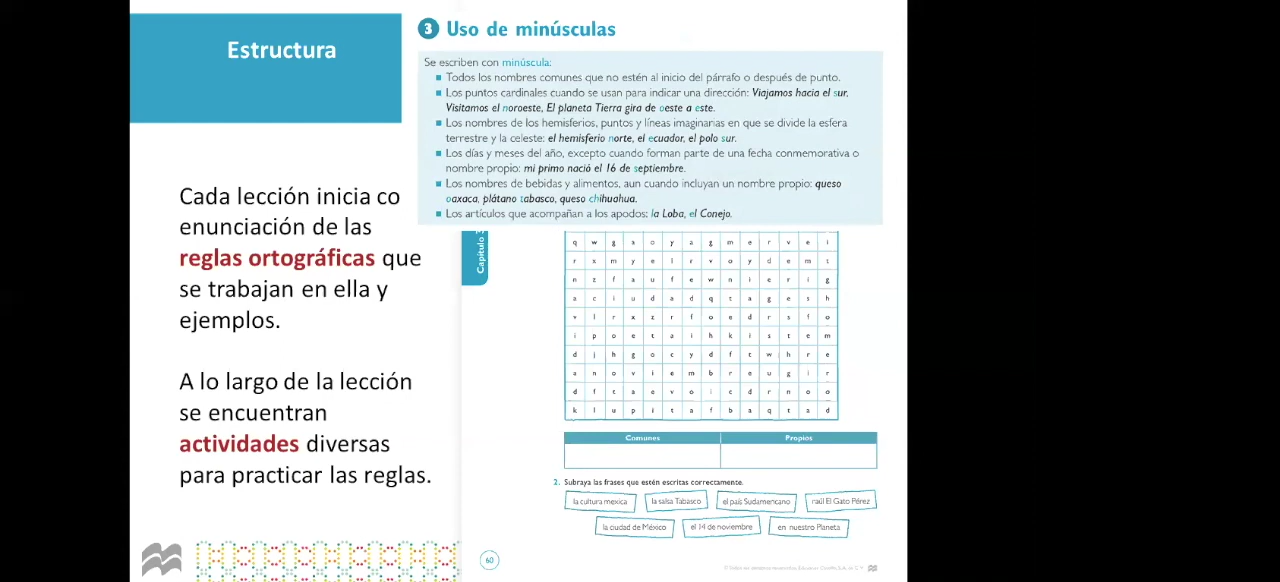 Estructura
Cada lección inicia co
enunciación de las
reglas ortográficas que
se trabajan en ella y
ejemplos.
A lo largo de la lección
se encuentran
actividades diversas
para practicar las reglas.
3 Uso de minúsculas
Se escriben con minúscula:
Todos los nombres comunes que no estén al inicio del párrafo o después de punto.
Los puntos cardinales cuando se usan para indicar una dirección: Viajamos hacia el sur,
Visitamos el noroeste, El planeta Tierra gira de oeste a este.
Los nombres de los hemisferios, puntos y líneas imaginarias en que se divide la esfera
terrestre y la celeste: el hemisferio norte, el ecuador, el polo sur.
Los días y meses del año, excepto cuando forman parte de una fecha conmemorativa o
nombre propio: mi primo nació el 16 de septiembre.
Los nombres de bebidas y alimentos, aun cuando incluyan un nombre propio: queso
oaxaca, plátano tabasco, queso chihuahua.
Los artículos que acompañan a los apodos: la Loba, el Conejo.
Capítulo 3
q w g a o y a g m e r v e i
r x m y e l r v o y d e m t
n z f a u f e w n i e r i g
a c i u d a d q t a g e s h
v l r x z r f o e d r s f o
i p o e t a i h k i s t e m
d j h g o c y d f t w h r e
a n o v i e m b r e u g i r
d f t a e v o i c d r n o o
k l u p i t a f b a q t a d
Comunes Propios
2. Subraya las frases que estén escritas correctamente.
la cultura mexica la salsa Tabasco el país Sudamericano raúl El Gato Pérez
la ciudad de México el 14 de noviembre en nuestro Planeta
60